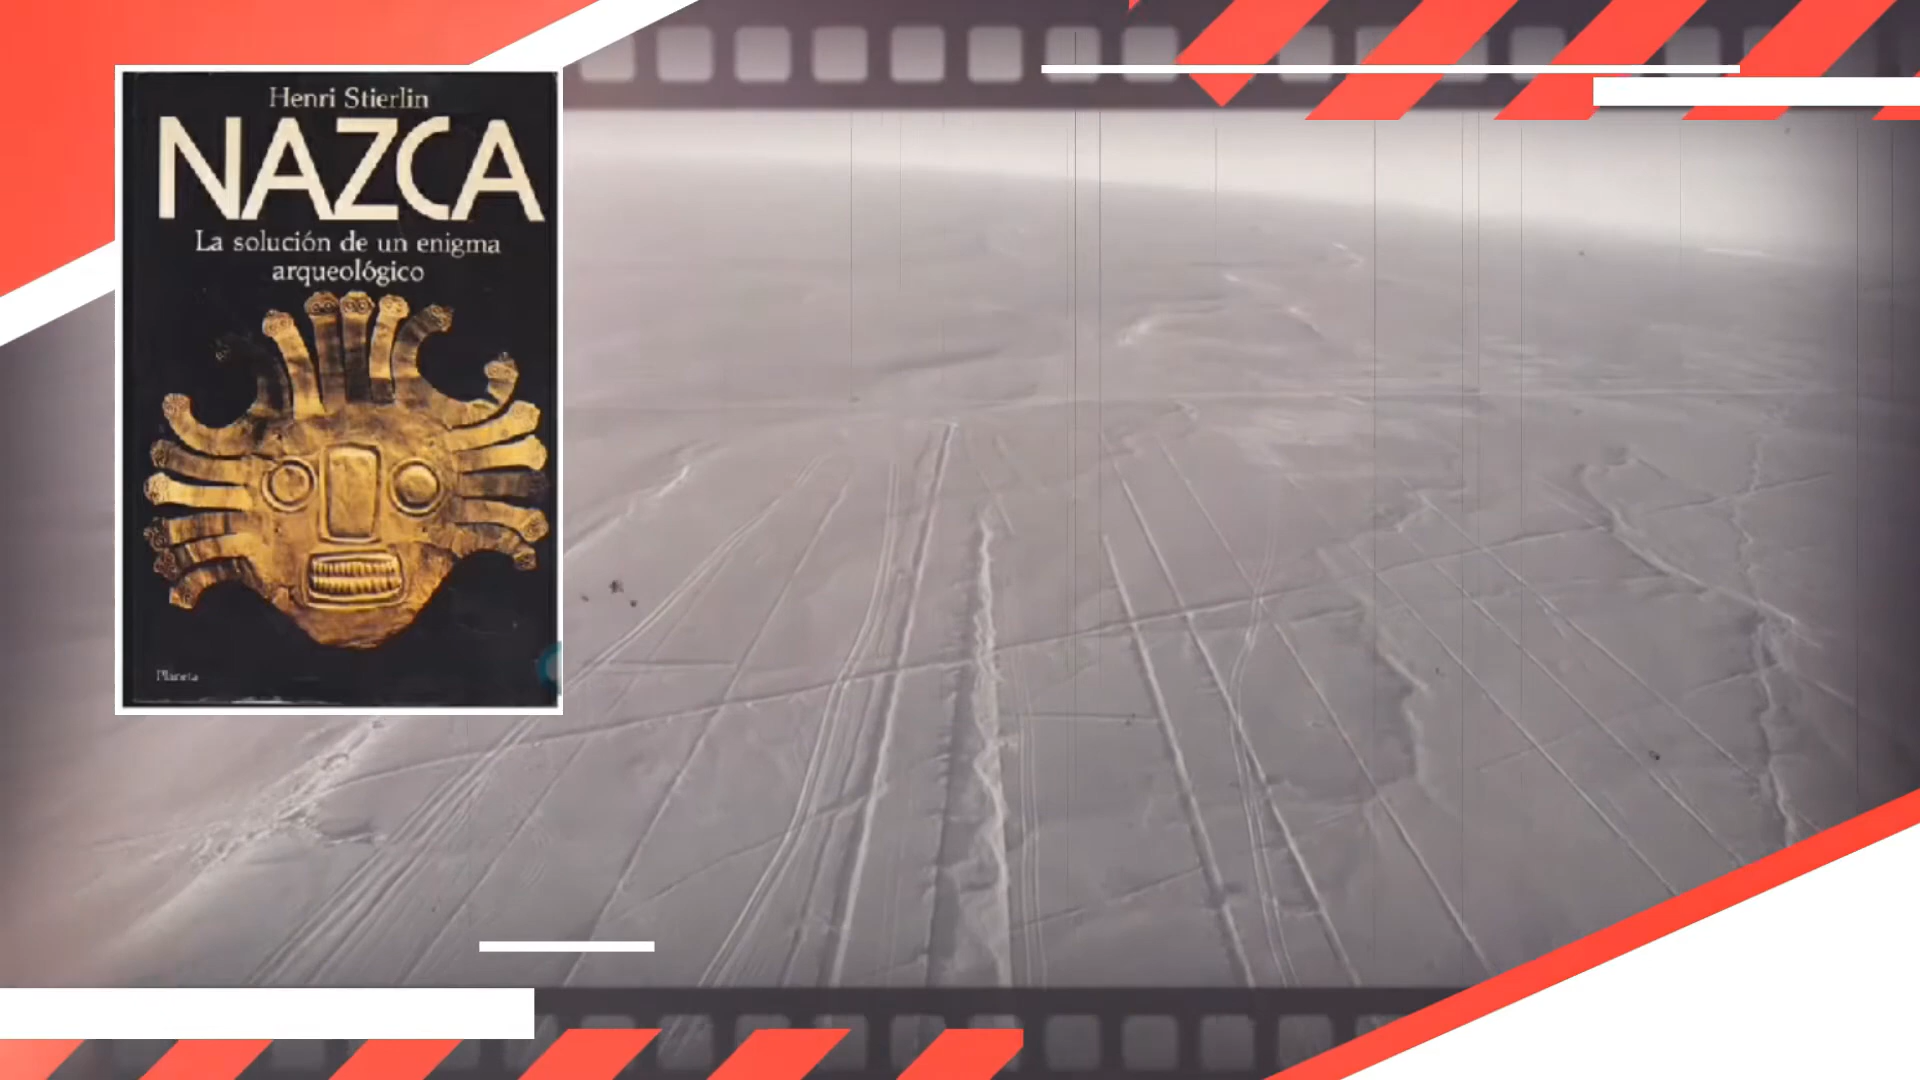 Henri Stierlin
NAZCA
La solución de un enigma
arqueológico
Planeta